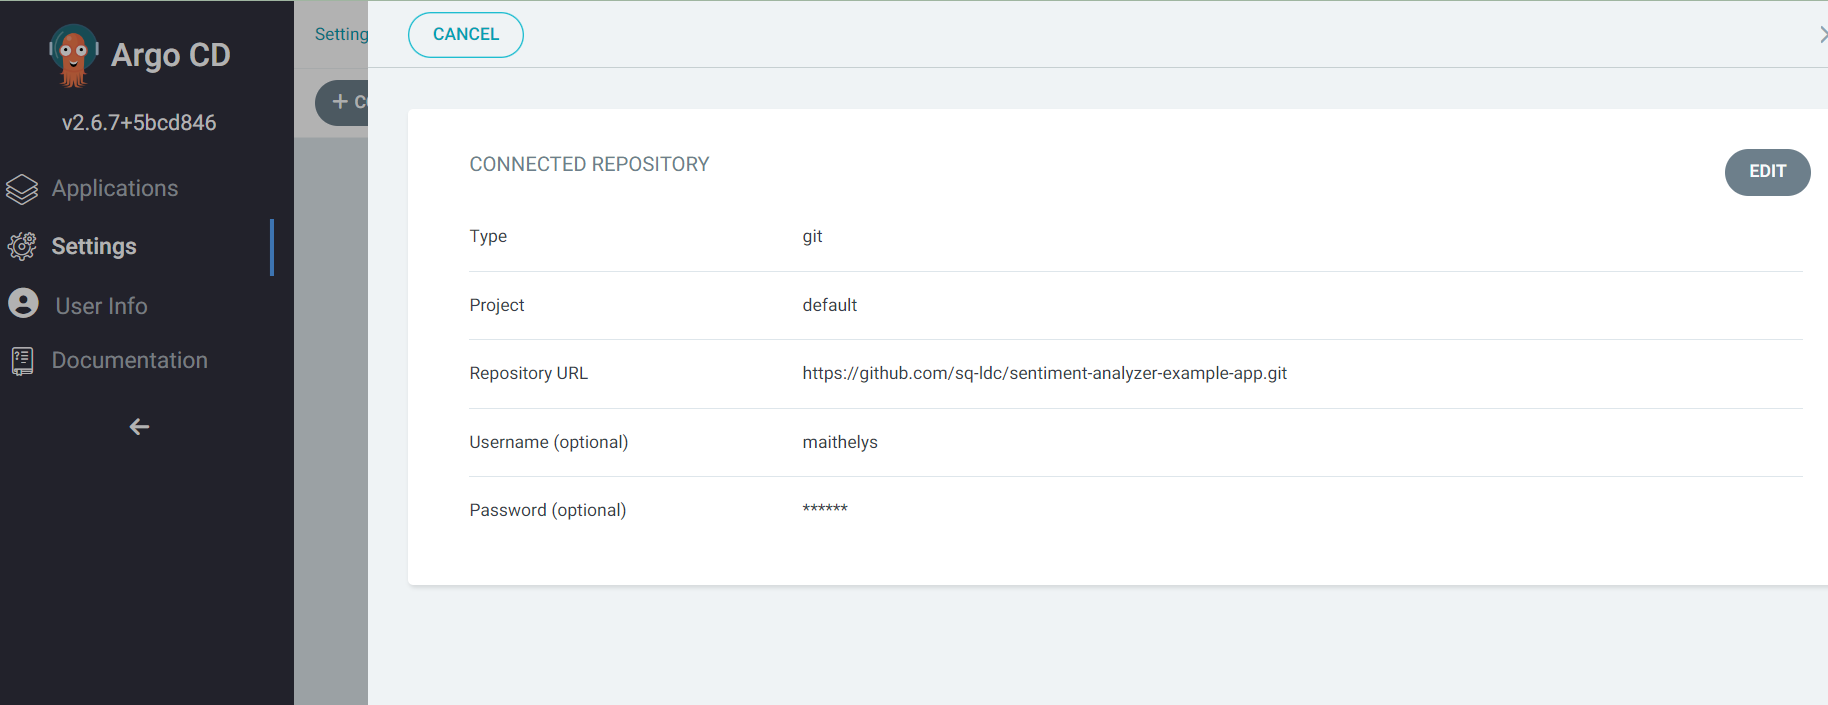 Argo CD
v2.6.7+5bcd846
Applications
Settings
User Info
Documentation
Setting
+ CO
CANCEL
CONNECTED REPOSITORY
EDIT
Type git
Project default
Repository URL https://github.com/sq-ldc/sentiment-analyzer-example-app.git
Username (optional) maithelys
Password (optional) ******